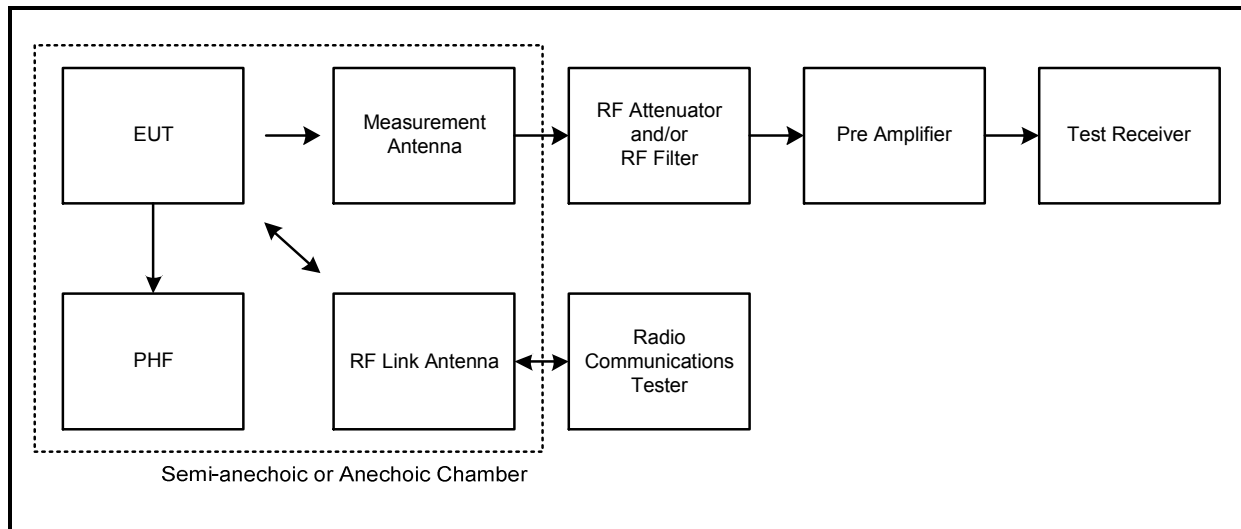 EUT
Measurement
Antenna
RF Attenuator
and/or
RF Filter
Pre Amplifier
Test Receiver
PHF
RF Link Antenna
Radio
Communications
Tester
Semi-anechoic or Anechoic Chamber